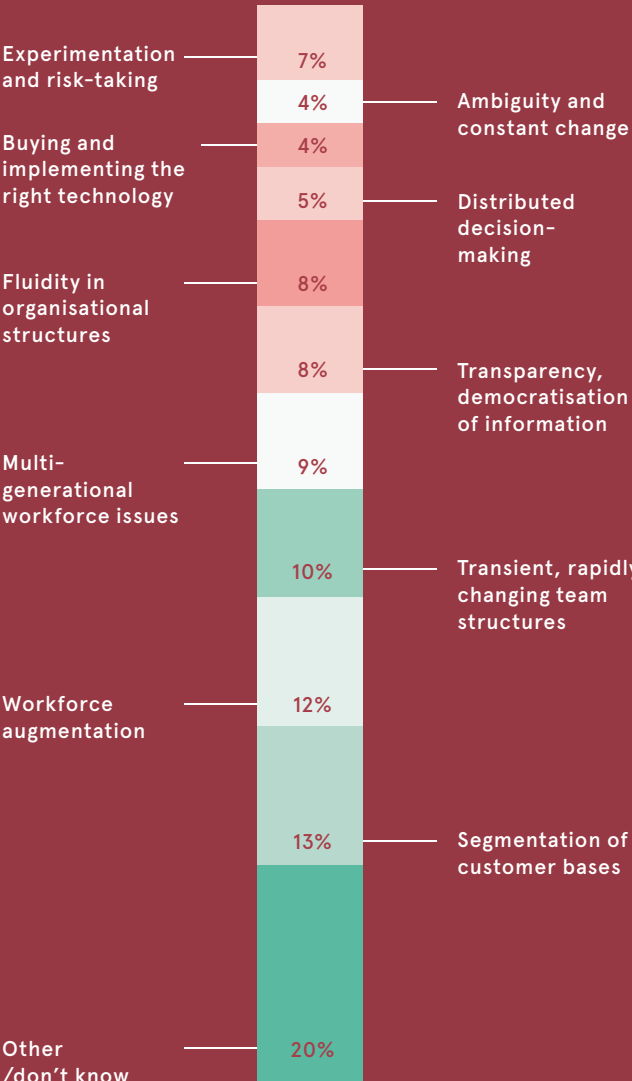 Experimentation
and risk-taking
7%
4%
Ambiguity and
constant change
Buying and
implementing the
right technology
4%
5%
Distributed
decision-
making
Fluidity in
organisational
structures
8%
8%
Transparency,
democratisation
of information
Multi-
generational
workforce issues
9%
10%
Transient, rapidly
changing team
structures
Workforce
augmentation
12%
13%
Segmentation of
customer bases
Other
/don't know
20%